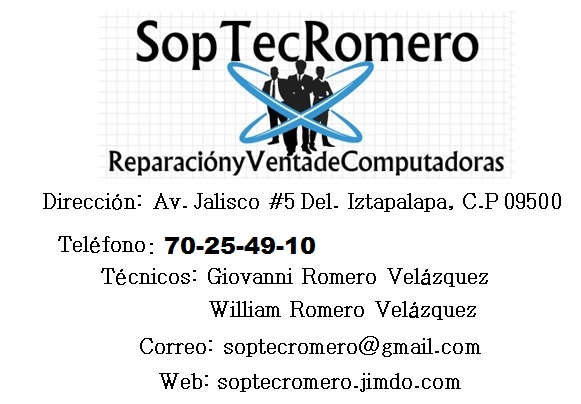 SopTecRomero
ReparaciónyVentadeComputadoras
Dirección: Av. Jalisco #5 Del. Iztapalapa, C.P 09500
Teléfono: 70-25-49-10
Técnicos: Giovanni Romero Velázquez
William Romero Velázquez
Correo: soptecromero@gmail.com
Web: soptecromero.jimdo.com